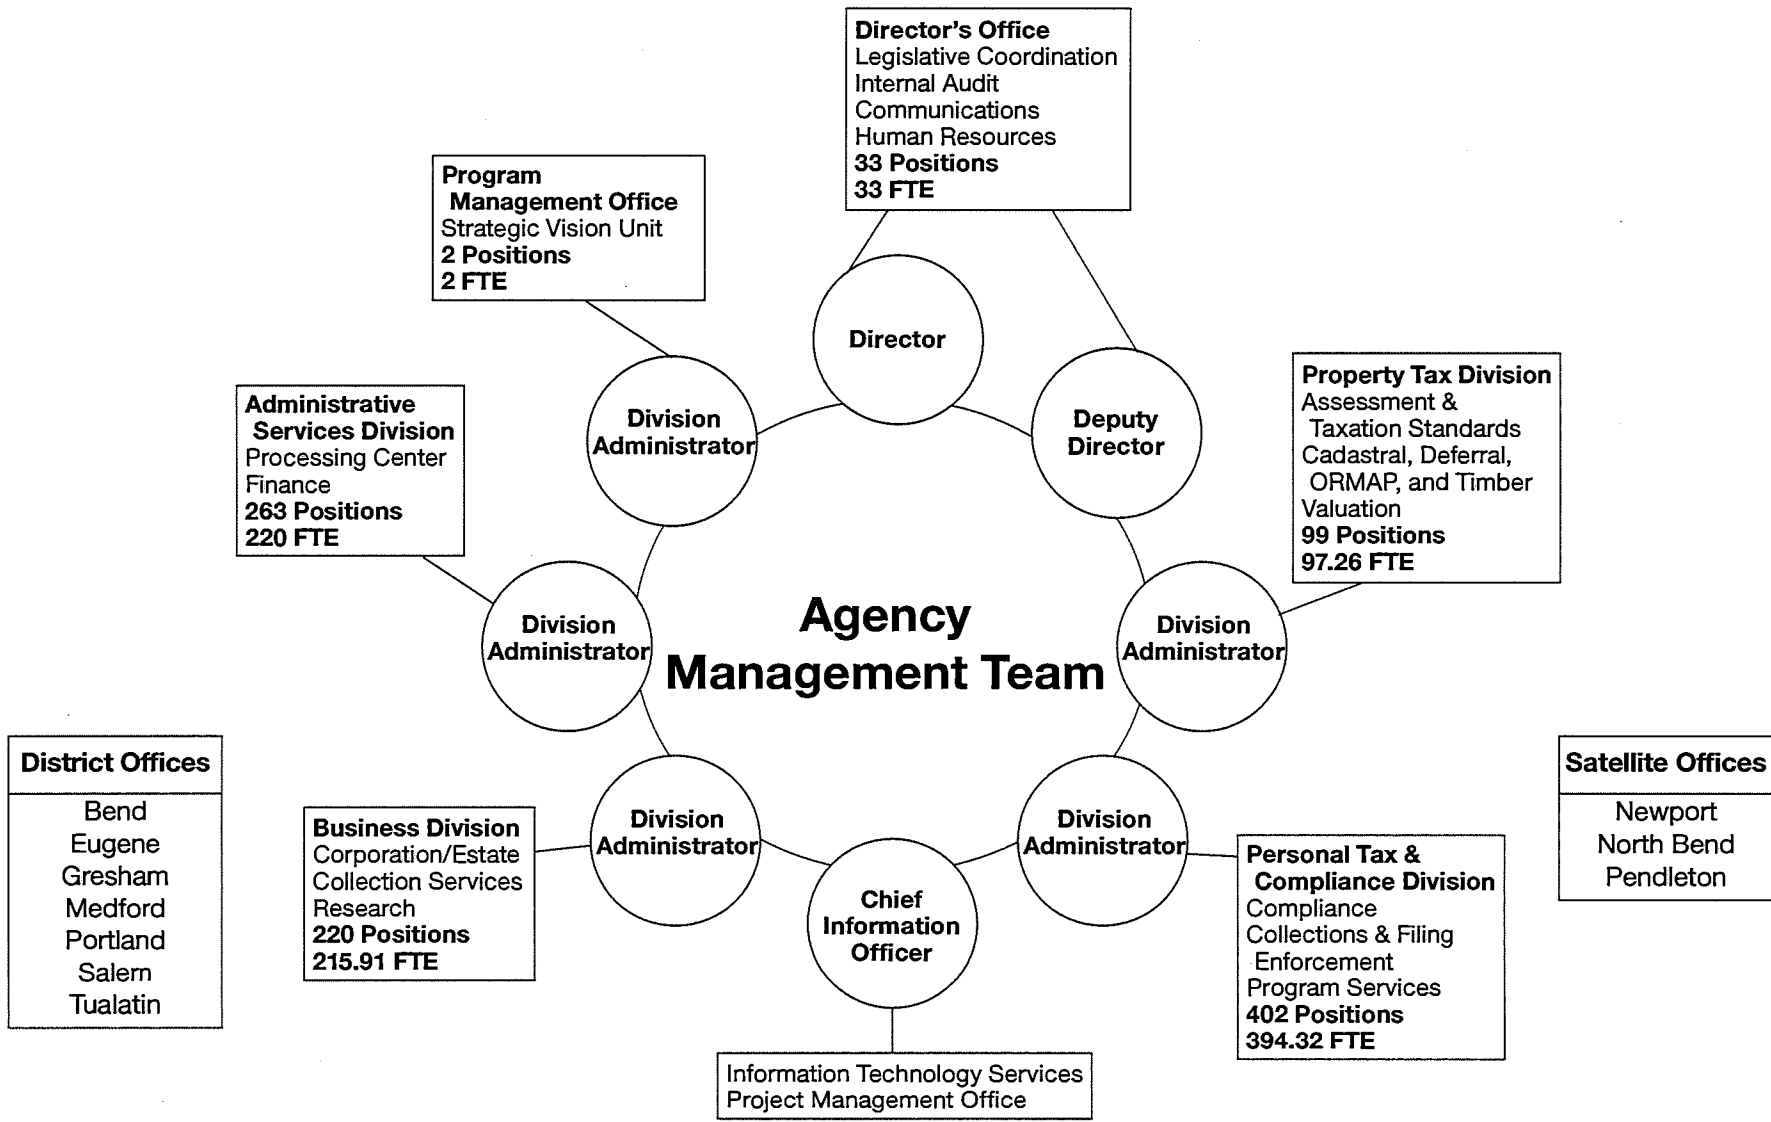 Director's Office
Legislative Coordination
Internal Audit
Communications
Human Resources
33 Positions
33 FTE
Program
Management Office
Strategic Vision Unit
2 Positions
2 FTE
Director
Division
Administrator
Deputy
Director
Property Tax Division
Assessment &
Taxation Standards
Cadastral, Deferral,
ORMAP, and Timber
Valuation
99 Positions
97.26 FTE
Administrative
Services Division
Processing Center
Finance
263 Positions
220 FTE
Division
Administrator
Agency
Management Team
Division
Administrator
District Offices
Bend
Eugene
Gresham
Medford
Portland
Salem
Tualatin
Business Division
Corporation/Estate
Collection Services
Research
220 Positions
215.91 FTE
Division
Administrator
Chief
Information
Officer
Division
Administrator
Personal Tax &
Compliance Division
Compliance
Collections & Filing
Enforcement
Program Services
402 Positions
394.32 FTE
Satellite Offices
Newport
North Bend
Pendleton
Information Technology Services
Project Management Office